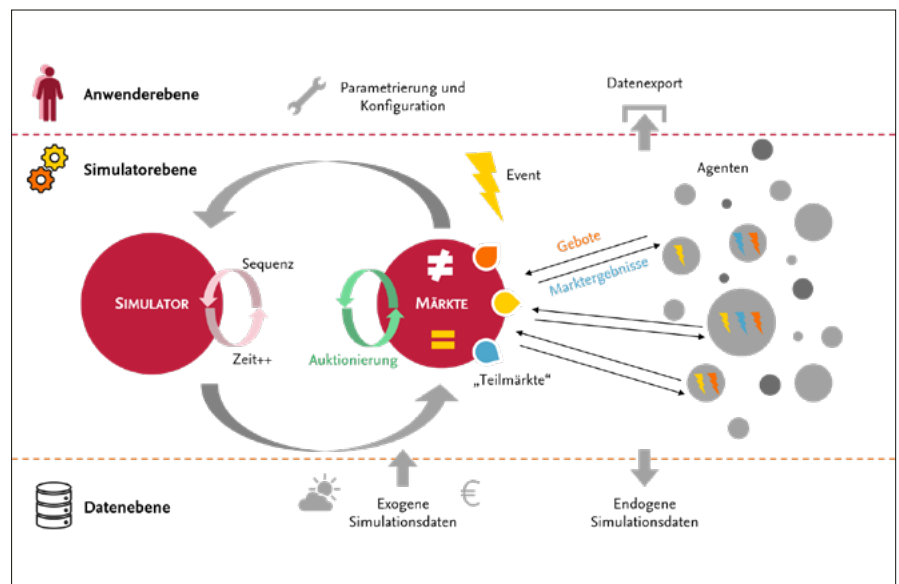 Anwenderebene
Parametrierung und
Konfiguration
Datenexport
Simulatorebene
Event
Agenten
Gebote
Marktergebnisse
Sequenz
SIMULATOR
Zeit++
≠
MÄRKTE
=
Auktionierung
„Teilmärkte“
Datenebene
Exogene
Simulationsdaten
€
Endogene
Simulationsdaten